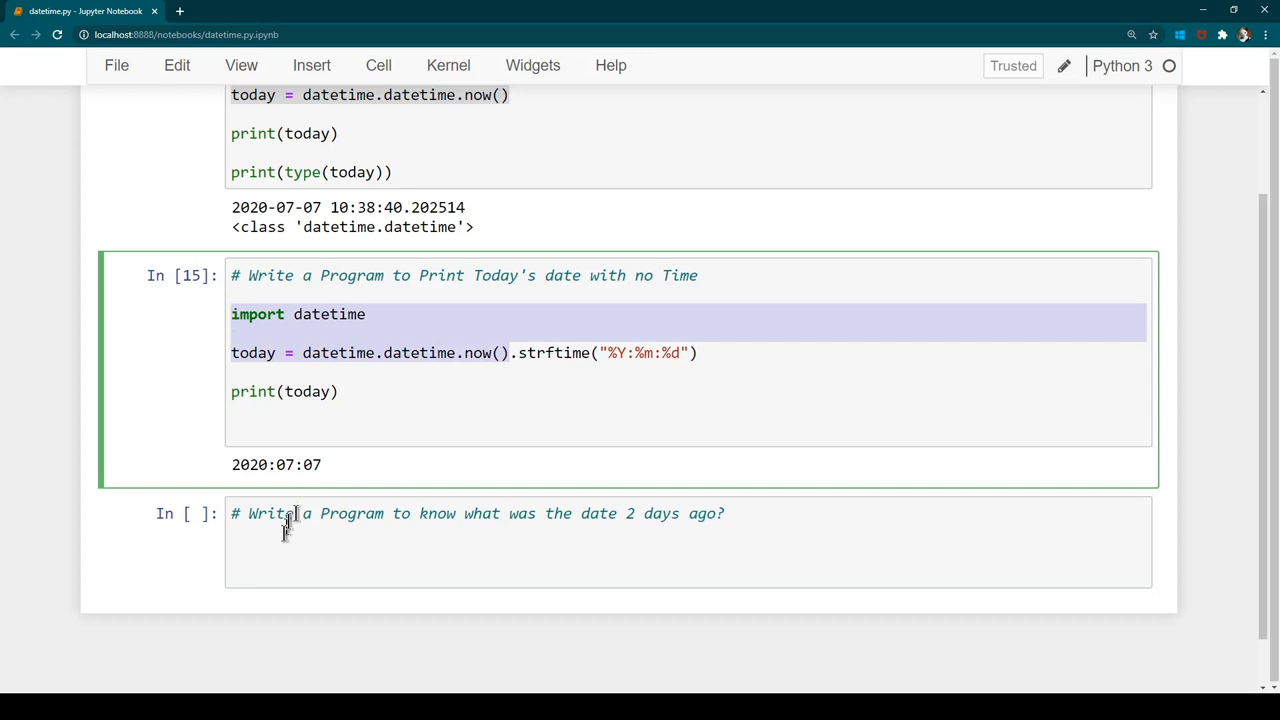 datetime.py - Jupyter Notebook
localhost:8888/notebooks/datetime.py.ipynb
File Edit View Insert Cell Kernel Widgets Help Trusted Python 3
today = datetime.datetime.now()
print(today)
print(type(today))
2020-07-07 10:38:40.202514
<class 'datetime.datetime'>
In [15]: # Write a Program to Print Today's date with no Time
import datetime
today = datetime.datetime.now().strftime("%Y:%m:%d")
print(today)
2020:07:07
In [ ]: # Write a Program to know what was the date 2 days ago?